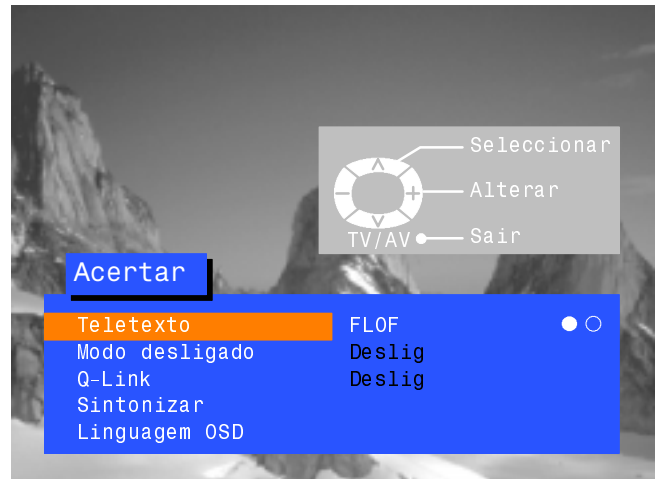 Seleccionar
Alterar
TV/AV Sair
Acertar
Teletexto FLOF
Modo desligado Deslig
Q-Link Deslig
Sintonizar
Linguagem OSD